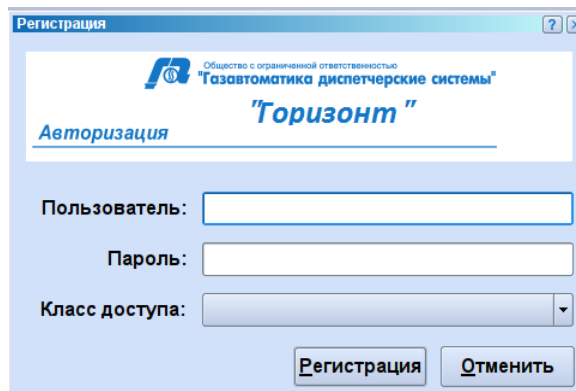 Регистрация
Общество с ограниченной ответственностью
"Газавтоматика диспетчерские системы"
"Горизонт"
Авторизация
Пользователь:
Пароль:
Класс доступа:
Регистрация Отменить